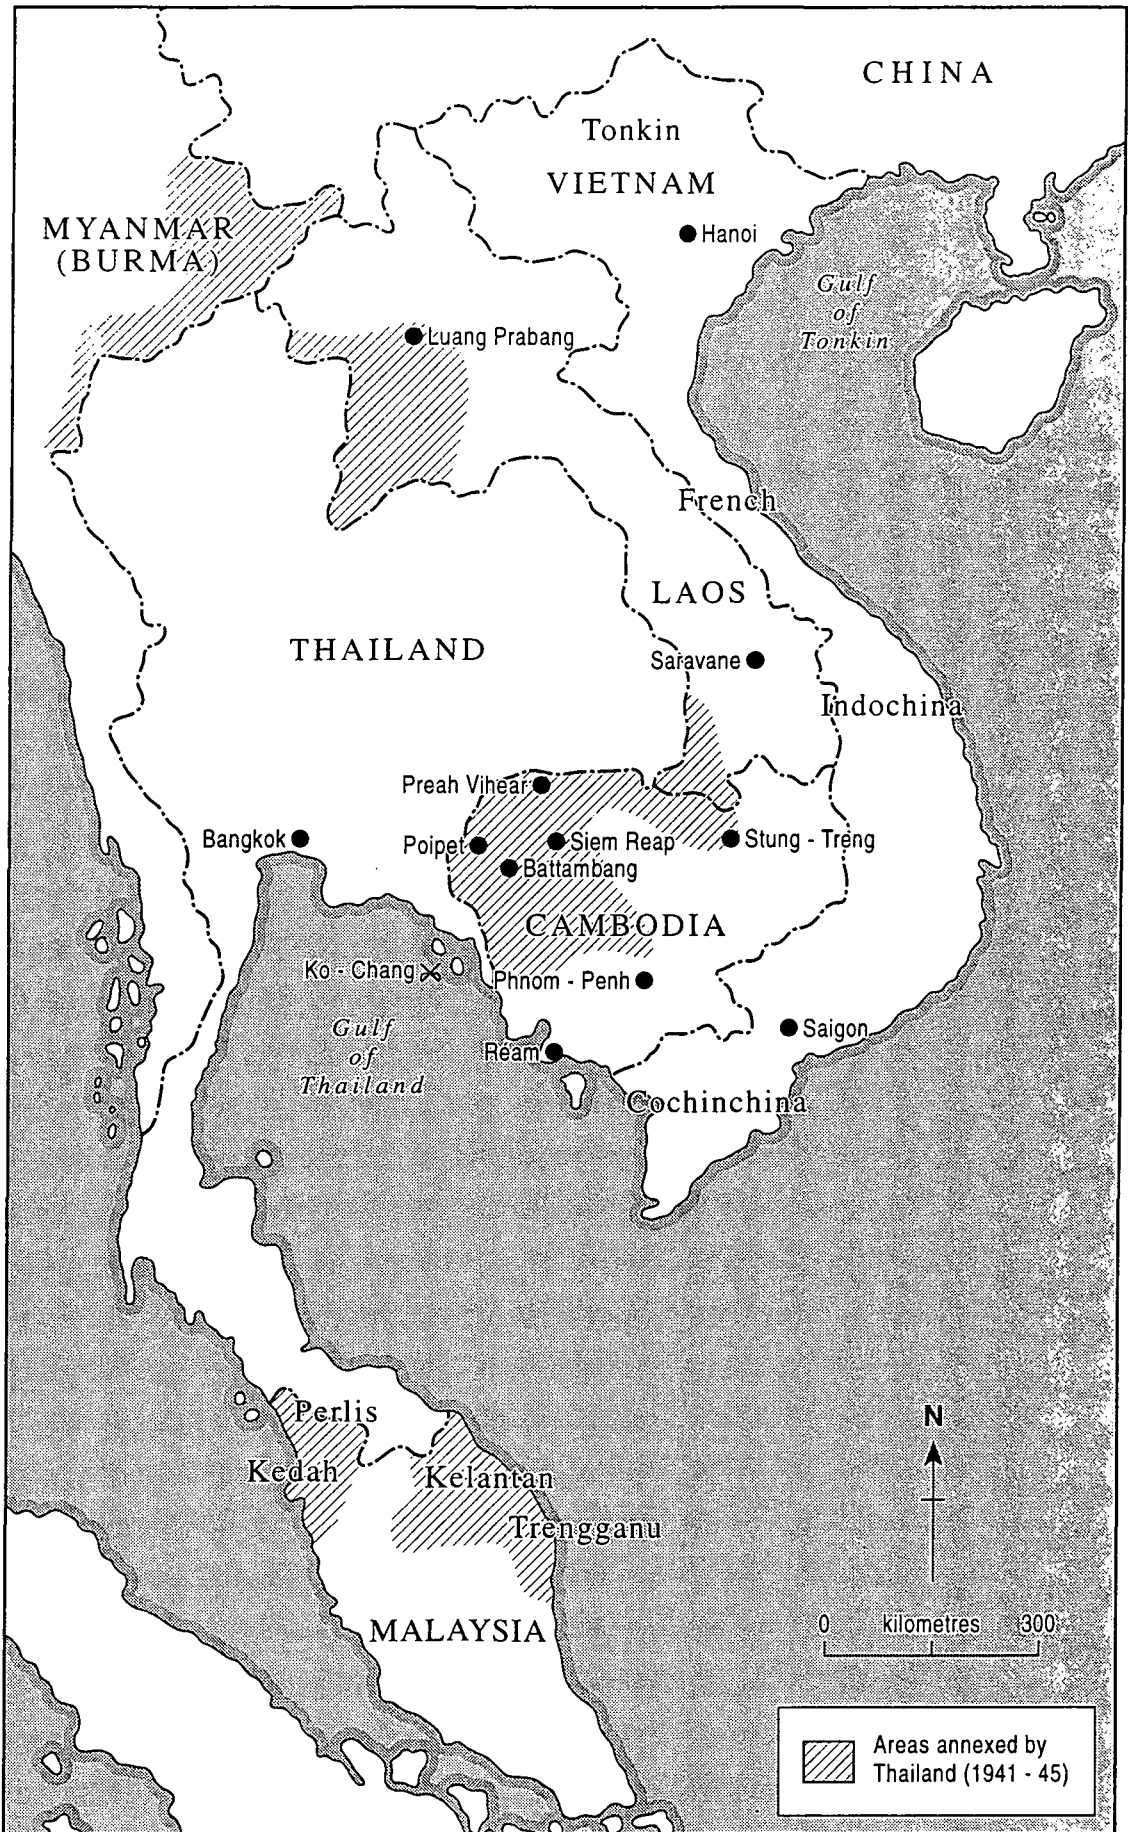 CHINA
Tonkin
VIETNAM
Hanoi
MYANMAR
(BURMA)
Gulf
of
Tonkin
Luang Prabang
French
LAOS
THAILAND
Saravane
Indochina
Preah Vihear
Bangkok
Poipet
Siem Reap
Stung - Treng
Battambang
CAMBODIA
Ko - Chang
Phnom - Penh
Gulf
of
Thailand
Saigon
Réam
Cochinchina
Perlis
Kedah
Kelantan
Trengganu
N
MALAYSIA
0 kilometres 300
Areas annexed by
Thailand (1941 - 45)